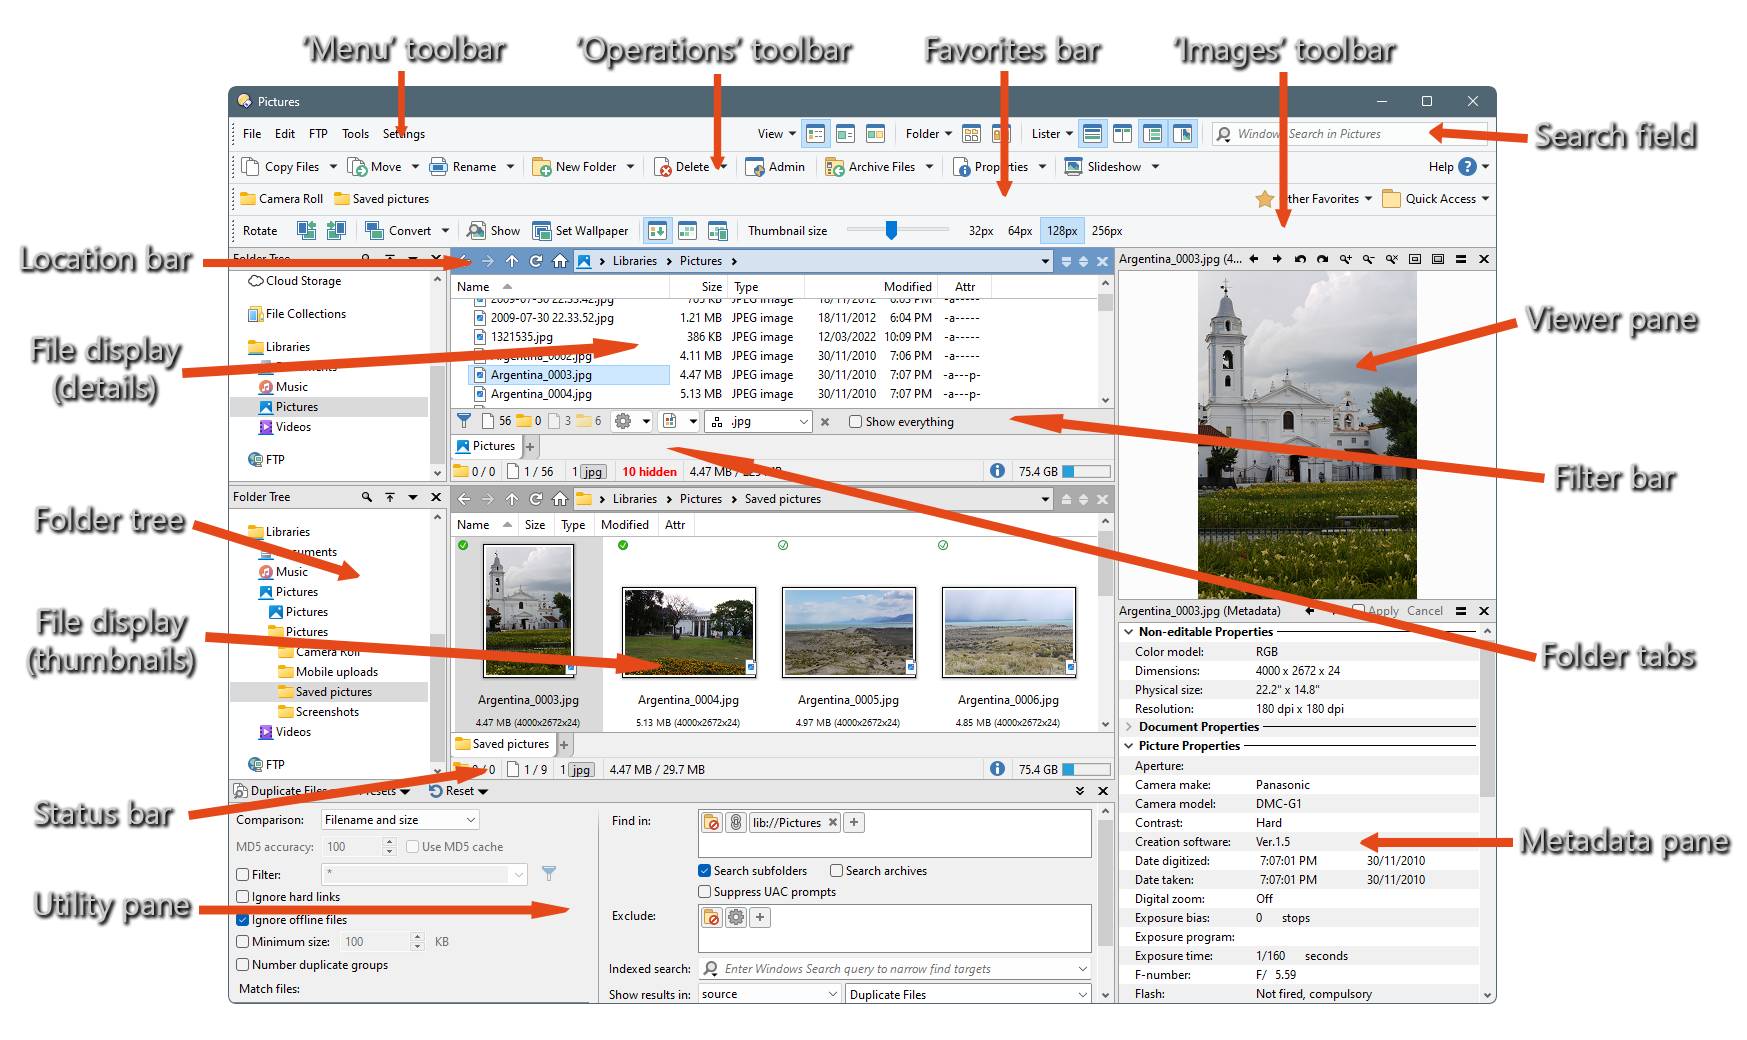 'Menu' toolbar
'Operations' toolbar
Favorites bar
'Images' toolbar
Pictures
File Edit FTP Tools Settings View Folder Lister Windows Search in Pictures
Search field
Copy Files Move Rename New Folder Delete Admin Archive Files Properties Slideshow Help
Camera Roll Saved pictures Other Favorites Quick Access
Rotate Convert Show Set Wallpaper Thumbnail size 32px 64px 128px 256px
Location bar
Folder Tree
Libraries Pictures
Argentina_0003.jpg (4...
Cloud Storage
File Collections
Libraries
Documents
Music
Pictures
Videos
FTP
Name Size Type Modified Attr
2009-07-30 22.33.42.jpg 703 KB JPEG image 18/11/2012 6:03 PM -a-----
2009-07-30 22.33.52.jpg 1.21 MB JPEG image 18/11/2012 6:04 PM -a-----
1321535.jpg 386 KB JPEG image 12/03/2022 10:09 PM -a-----
Argentina_0002.jpg 4.11 MB JPEG image 30/11/2010 7:06 PM -a-----
Argentina_0003.jpg 4.47 MB JPEG image 30/11/2010 7:07 PM -a---p-
Argentina_0004.jpg 5.13 MB JPEG image 30/11/2010 7:07 PM -a-----
File display
(details)
Viewer pane
56 0 3 6 .jpg Show everything
Pictures
0 / 0 1 / 56 1 jpg 10 hidden 4.47 MB / 75.4 GB
Filter bar
Folder Tree
Libraries Pictures Saved pictures
Folder tree
Libraries
Documents
Music
Pictures
Pictures
Pictures
Camera Roll
Mobile uploads
Saved pictures
Screenshots
Videos
FTP
Name Size Type Modified Attr
Argentina_0003.jpg Argentina_0004.jpg Argentina_0005.jpg Argentina_0006.jpg
4.47 MB (4000x2672x24) 5.13 MB (4000x2672x24) 4.97 MB (4000x2672x24) 4.85 MB (4000x2672x24)
File display
(thumbnails)
Folder tabs
Saved pictures
0 / 0 1 / 9 1 jpg 4.47 MB / 29.7 MB 75.4 GB
Status bar
Argentina_0003.jpg (Metadata) Apply Cancel
Non-editable Properties
Color model: RGB
Dimensions: 4000 x 2672 x 24
Physical size: 22.2" x 14.8"
Resolution: 180 dpi x 180 dpi
Document Properties
Picture Properties
Aperture:
Camera make: Panasonic
Camera model: DMC-G1
Contrast: Hard
Creation software: Ver.1.5
Date digitized: 7:07:01 PM 30/11/2010
Date taken: 7:07:01 PM 30/11/2010
Digital zoom: Off
Exposure bias: 0 stops
Exposure program:
Exposure time: 1/160 seconds
F-number: F/ 5.59
Flash: Not fired, compulsory
Metadata pane
Duplicate Files Presets Reset
Comparison: Filename and size
MD5 accuracy: 100 Use MD5 cache
Filter: *
Ignore hard links
Ignore offline files
Minimum size: 100 KB
Number duplicate groups
Match files:
Utility pane
Find in: lib://Pictures
Search subfolders Search archives
Suppress UAC prompts
Exclude:
Indexed search: Enter Windows Search query to narrow find targets
Show results in: source Duplicate Files